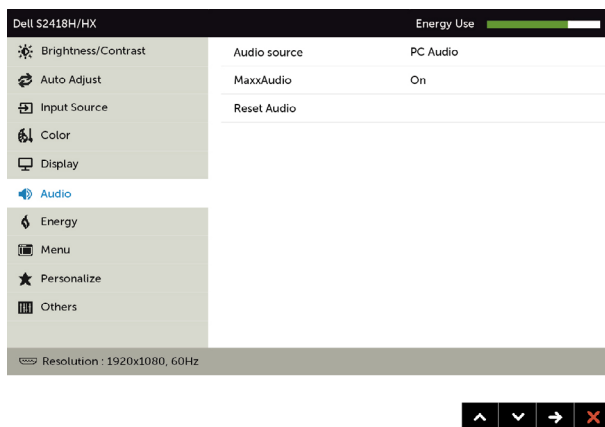 Dell S2418H/HX Energy Use
Brightness/Contrast Audio source PC Audio
Auto Adjust MaxxAudio On
Input Source Reset Audio
Color
Display
Audio
Energy
Menu
Personalize
Others
Resolution : 1920x1080, 60Hz